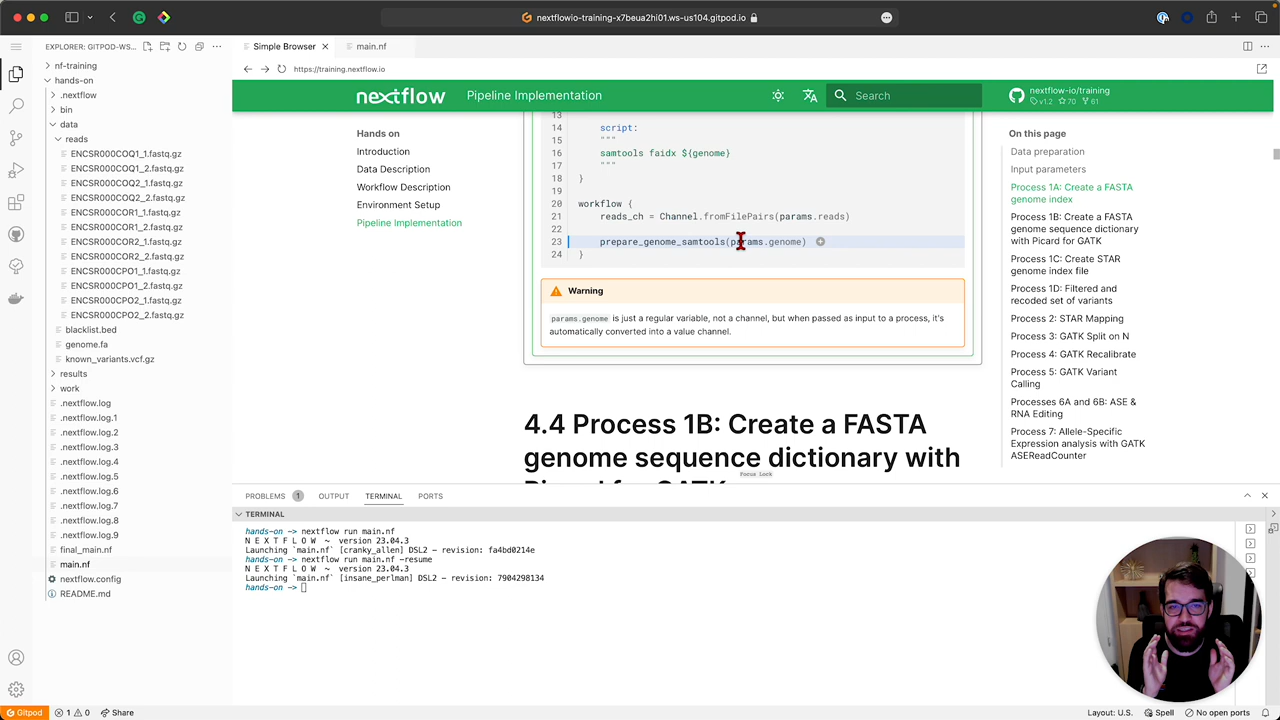 nextflowio-training-x7beua2hi01.ws-us104.gitpod.io
EXPLORER: GITPOD-WS...
nf-training
hands-on
.nextflow
bin
data
reads
ENCSR000COQ1_1.fastq.gz
ENCSR000COQ1_2.fastq.gz
ENCSR000COQ2_1.fastq.gz
ENCSR000COQ2_2.fastq.gz
ENCSR000COR1_1.fastq.gz
ENCSR000COR1_2.fastq.gz
ENCSR000COR2_1.fastq.gz
ENCSR000COR2_2.fastq.gz
ENCSR000CPO1_1.fastq.gz
ENCSR000CPO1_2.fastq.gz
ENCSR000CPO2_1.fastq.gz
ENCSR000CPO2_2.fastq.gz
blacklist.bed
genome.fa
known_variants.vcf.gz
results
work
.nextflow.log
.nextflow.log.1
.nextflow.log.2
.nextflow.log.3
.nextflow.log.4
.nextflow.log.5
.nextflow.log.6
.nextflow.log.7
.nextflow.log.8
.nextflow.log.9
final_main.nf
main.nf
nextflow.config
README.md
Simple Browser
main.nf
https://training.nextflow.io
nextflow
Pipeline Implementation
Search
nextflow-io/training
v1.2 70 61
Hands on
Introduction
Data Description
Workflow Description
Environment Setup
Pipeline Implementation
13
14 script:
15 """
16 samtools faidx ${genome}
17 """
18 }
19
20 workflow {
21 reads_ch = Channel.fromFilePairs(params.reads)
22
23 prepare_genome_samtools(params.genome)
24 }
Warning
params.genome is just a regular variable, not a channel, but when passed as input to a process, it's
automatically converted into a value channel.
4.4 Process 1B: Create a FASTA
genome sequence dictionary with
Picard for GATK
Focus Lock
On this page
Data preparation
Input parameters
Process 1A: Create a FASTA
genome index
Process 1B: Create a FASTA
genome sequence dictionary
with Picard for GATK
Process 1C: Create STAR
genome index file
Process 1D: Filtered and
recoded set of variants
Process 2: STAR Mapping
Process 3: GATK Split on N
Process 4: GATK Recalibrate
Process 5: GATK Variant
Calling
Processes 6A and 6B: ASE &
RNA Editing
Process 7: Allele-Specific
Expression analysis with GATK
ASEReadCounter
PROBLEMS 1 OUTPUT TERMINAL PORTS
TERMINAL
hands-on -> nextflow run main.nf
N E X T F L O W ~ version 23.04.3
Launching `main.nf` [cranky_allen] DSL2 - revision: fa4bd0214e
hands-on -> nextflow run main.nf -resume
N E X T F L O W ~ version 23.04.3
Launching `main.nf` [insane_perlman] DSL2 - revision: 7904298134
hands-on ->
Gitpod 1 0 Share
Layout: U.S. Spell No open ports